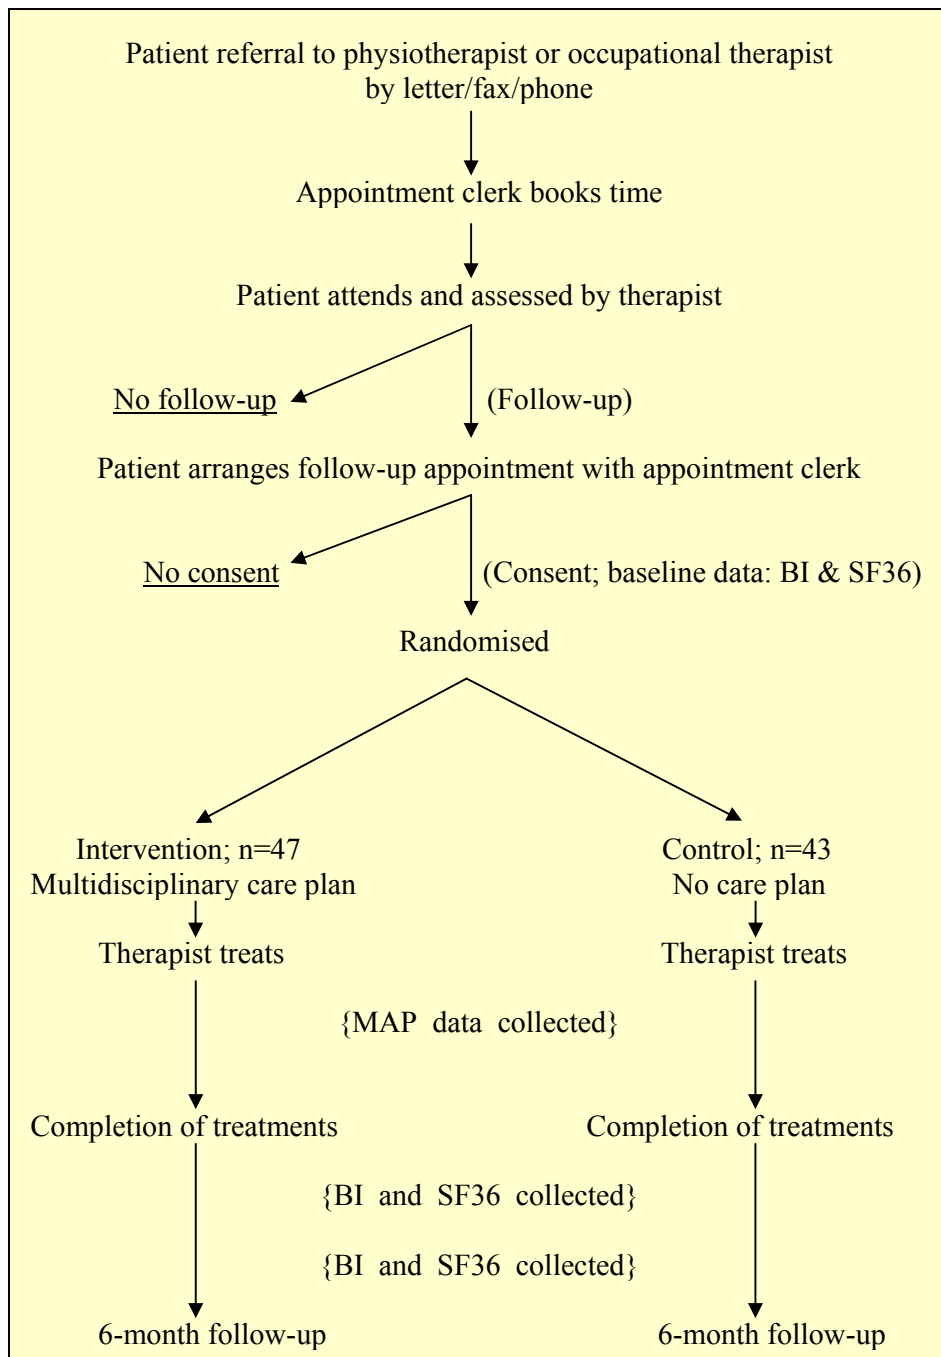 Patient referral to physiotherapist or occupational therapist
by letter/fax/phone
Appointment clerk books time
Patient attends and assessed by therapist
No follow-up
(Follow-up)
Patient arranges follow-up appointment with appointment clerk
No consent
(Consent; baseline data: BI & SF36)
Randomised
Intervention; n=47
Multidisciplinary care plan
Control; n=43
No care plan
Therapist treats
Therapist treats
{MAP data collected}
Completion of treatments
Completion of treatments
{BI and SF36 collected}
{BI and SF36 collected}
6-month follow-up
6-month follow-up